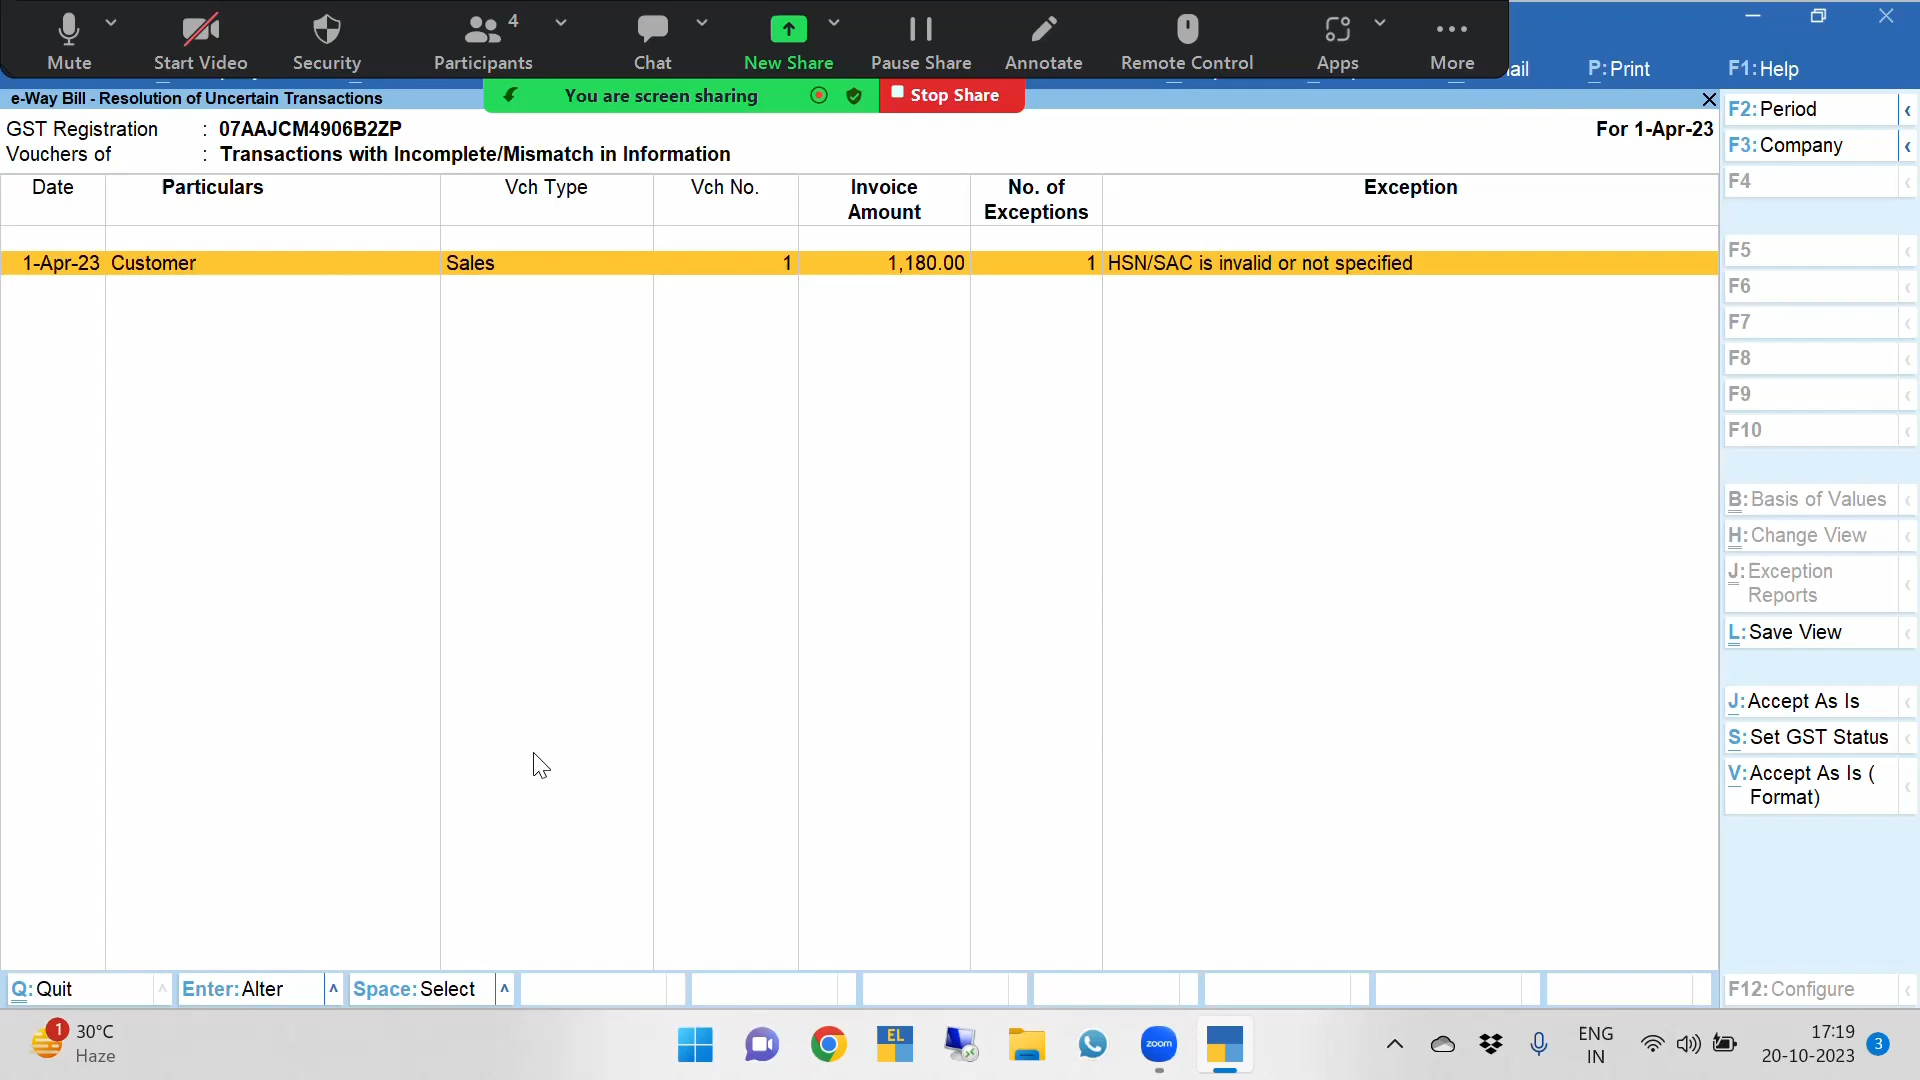 Mute
Start Video
Security
Participants
4
Chat
New Share
Pause Share
Annotate
Remote Control
Apps
More
ail
P:Print
F1:Help
You are screen sharing
Stop Share
e-Way Bill - Resolution of Uncertain Transactions
GST Registration : 07AAJCM4906B2ZP
For 1-Apr-23
Vouchers of : Transactions with Incomplete/Mismatch in Information
Date Particulars Vch Type Vch No. Invoice Amount No. of Exceptions Exception
1-Apr-23 Customer Sales 1 1,180.00 1 HSN/SAC is invalid or not specified
F2:Period
F3:Company
F4
F5
F6
F7
F8
F9
F10
B:Basis of Values
H:Change View
J:Exception
Reports
L:Save View
J:Accept As Is
S:Set GST Status
V:Accept As Is (
Format)
F12:Configure
Q:Quit
Enter:Alter
Space:Select
1
30°C
Haze
EL
zoom
ENG
IN
17:19
20-10-2023
3